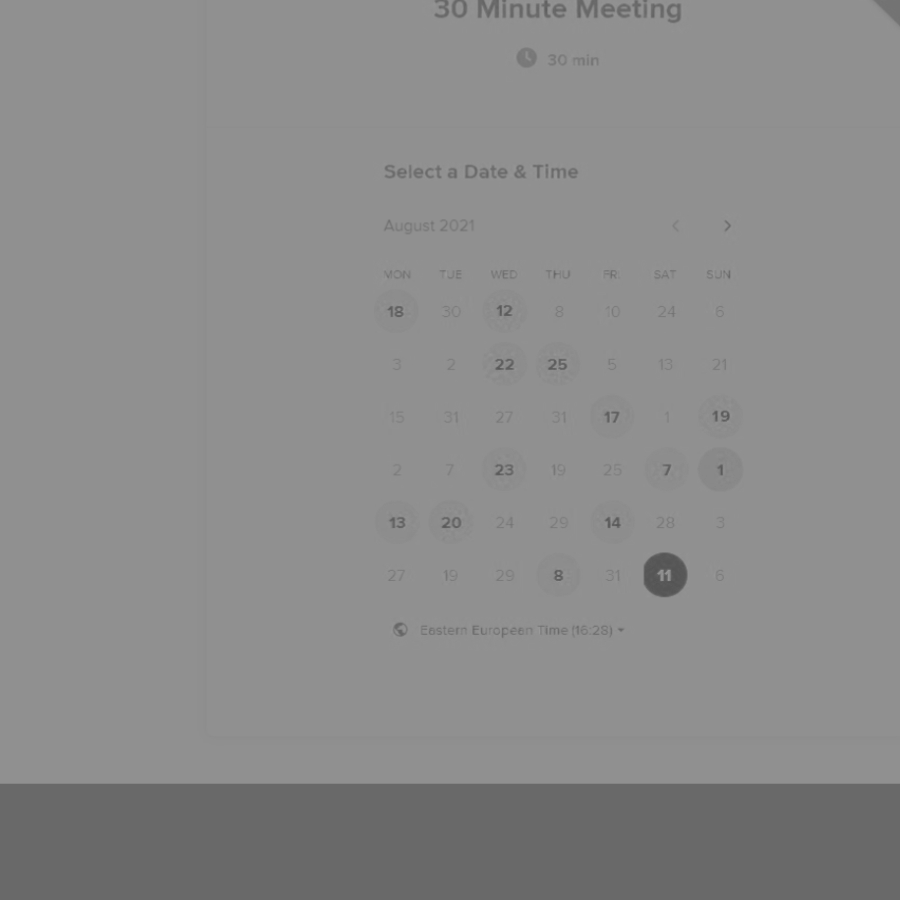 30 Minute Meeting
30 min
Select a Date & Time
August 2021
MON TUE WED THU FRI SAT SUN
18 30 12 8 10 24 6
3 2 22 25 5 13 21
15 31 27 31 17 1 19
2 7 23 19 25 7 1
13 20 24 29 14 28 3
27 19 29 8 31 11 6
Eastern European Time (16:28)